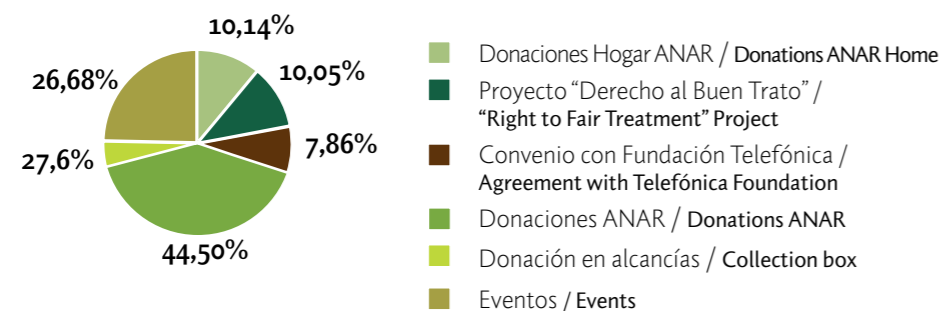 10,14%
10,05%
26,68%
7,86%
27,6%
44,50%
Donaciones Hogar ANAR / Donations ANAR Home
Proyecto “Derecho al Buen Trato” /
“Right to Fair Treatment” Project
Convenio con Fundación Telefónica /
Agreement with Telefónica Foundation
Donaciones ANAR / Donations ANAR
Donación en alcancías / Collection box
Eventos / Events